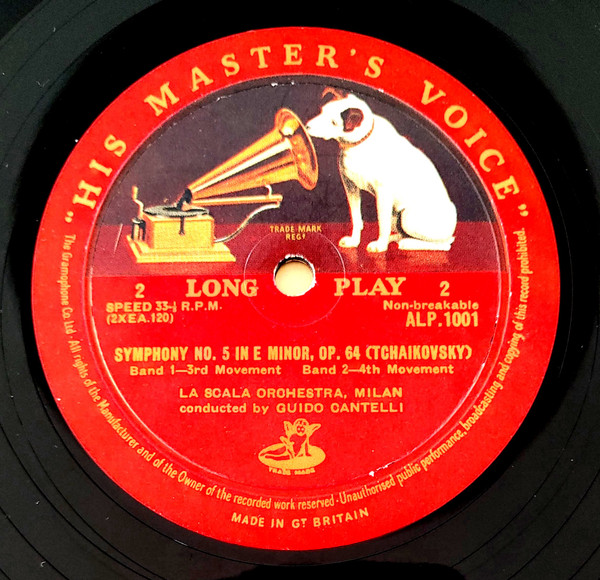 "HIS MASTER'S VOICE"
TRADE MARK
REGD
2 LONG PLAY 2
SPEED 33-⅓ R.P.M. Non-breakable
(2XEA.120) ALP.1001
SYMPHONY NO. 5 IN E MINOR, OP. 64 (TCHAIKOVSKY)
Band 1—3rd Movement Band 2—4th Movement
LA SCALA ORCHESTRA, MILAN
conducted by GUIDO CANTELLI
TRADE MARK
The Gramophone Co. Ltd. All rights of the Manufacturer and of the Owner of the recorded work reserved · Unauthorised public performance, broadcasting and copying of this record prohibited.
MADE IN GT BRITAIN